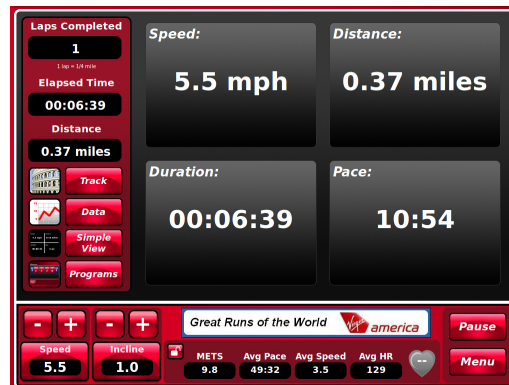 Laps Completed
1
1 lap = 1/4 mile
Elapsed Time
00:06:39
Distance
0.37 miles
Track
Data
Simple
View
Programs
Speed:
5.5 mph
Distance:
0.37 miles
Duration:
00:06:39
Pace:
10:54
- + - +
Speed
5.5
Incline
1.0
Great Runs of the World
Virgin america
METS
9.8
Avg Pace
49:32
Avg Speed
3.5
Avg HR
129
--
Pause
Menu